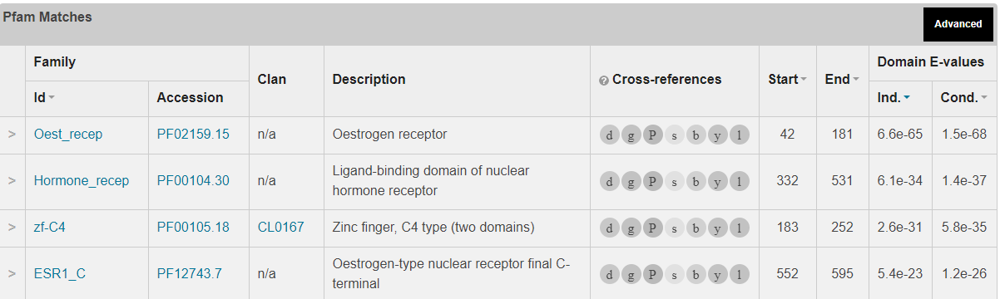 Pfam Matches
Advanced
Family
Clan
Description
? Cross-references
Start
End
Domain E-values
Id
Accession
Ind.
Cond.
> Oest_recep PF02159.15 n/a Oestrogen receptor d g P s b y l 42 181 6.6e-65 1.5e-68
> Hormone_recep PF00104.30 n/a Ligand-binding domain of nuclear
hormone receptor d g P s b y l 332 531 6.1e-34 1.4e-37
> zf-C4 PF00105.18 CL0167 Zinc finger, C4 type (two domains) d g P s b y l 183 252 2.6e-31 5.8e-35
> ESR1_C PF12743.7 n/a Oestrogen-type nuclear receptor final C-
terminal d g P s b y l 552 595 5.4e-23 1.2e-26